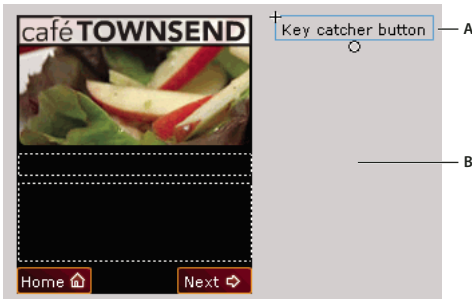 café TOWNSEND
Key catcher button
A
B
Home
Next